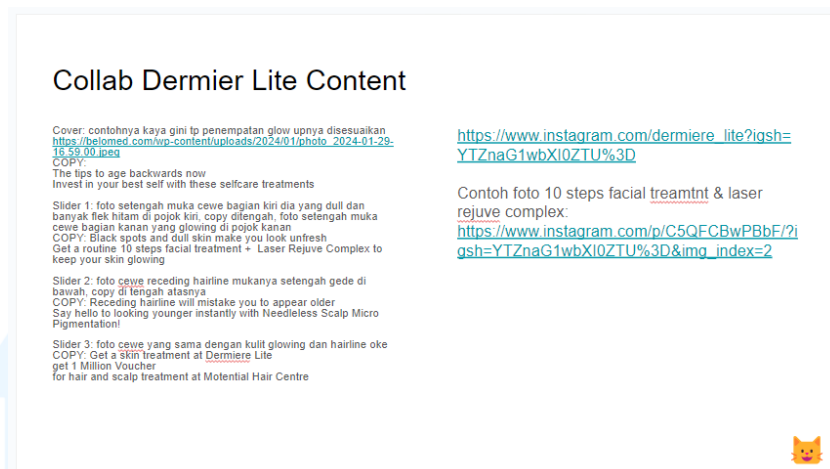 Collab Dermier Lite Content
Cover: contohnya kaya gini tp penempatan glow upnya disesuaikan
https://belomed.com/wp-content/uploads/2024/01/photo_2024-01-29-
16.59.00.jpeg
COPY:
The tips to age backwards now
Invest in your best self with these selfcare treatments
Slider 1: foto setengah muka cewe bagian kiri dia yang dull dan
banyak flek hitam di pojok kiri, copy ditengah, foto setengah muka
cewe bagian kanan yang glowing di pojok kanan
COPY: Black spots and dull skin make you look unfresh
Get a routine 10 steps facial treatment + Laser Rejuve Complex to
keep your skin glowing
Slider 2: foto cewe receding hairline mukanya setengah gede di
bawah, copy di tengah atasnya
COPY: Receding hairline will mistake you to appear older
Say hello to looking younger instantly with Needleless Scalp Micro
Pigmentation!
Slider 3: foto cewe yang sama dengan kulit glowing dan hairline oke
COPY: Get a skin treatment at Dermiere Lite
get 1 Million Voucher
for hair and scalp treatment at Motential Hair Centre
https://www.instagram.com/dermiere_lite?igsh=
YTZnaG1wbXI0ZTU%3D
Contoh foto 10 steps facial treatmnt & laser
rejuve complex:
https://www.instagram.com/p/C5QFCBwPBbF/?i
gsh=YTZnaG1wbXI0ZTU%3D&img_index=2